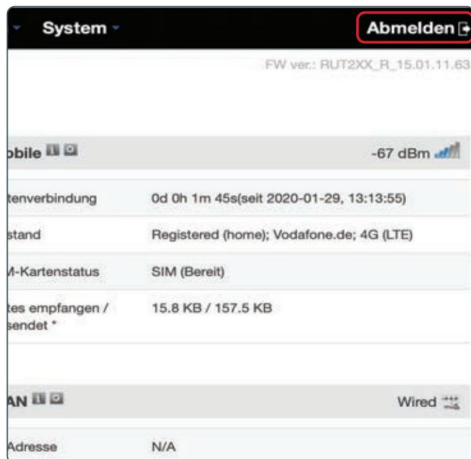 System
Abmelden
FW ver.: RUT2XX_R_15.01.11.63
obile
-67 dBm
tenverbindung 0d 0h 1m 45s(seit 2020-01-29, 13:13:55)
stand Registered (home); Vodafone.de; 4G (LTE)
M-Kartenstatus SIM (Bereit)
tes empfangen / 15.8 KB / 157.5 KB
sendet *
AN
Wired
Adresse N/A